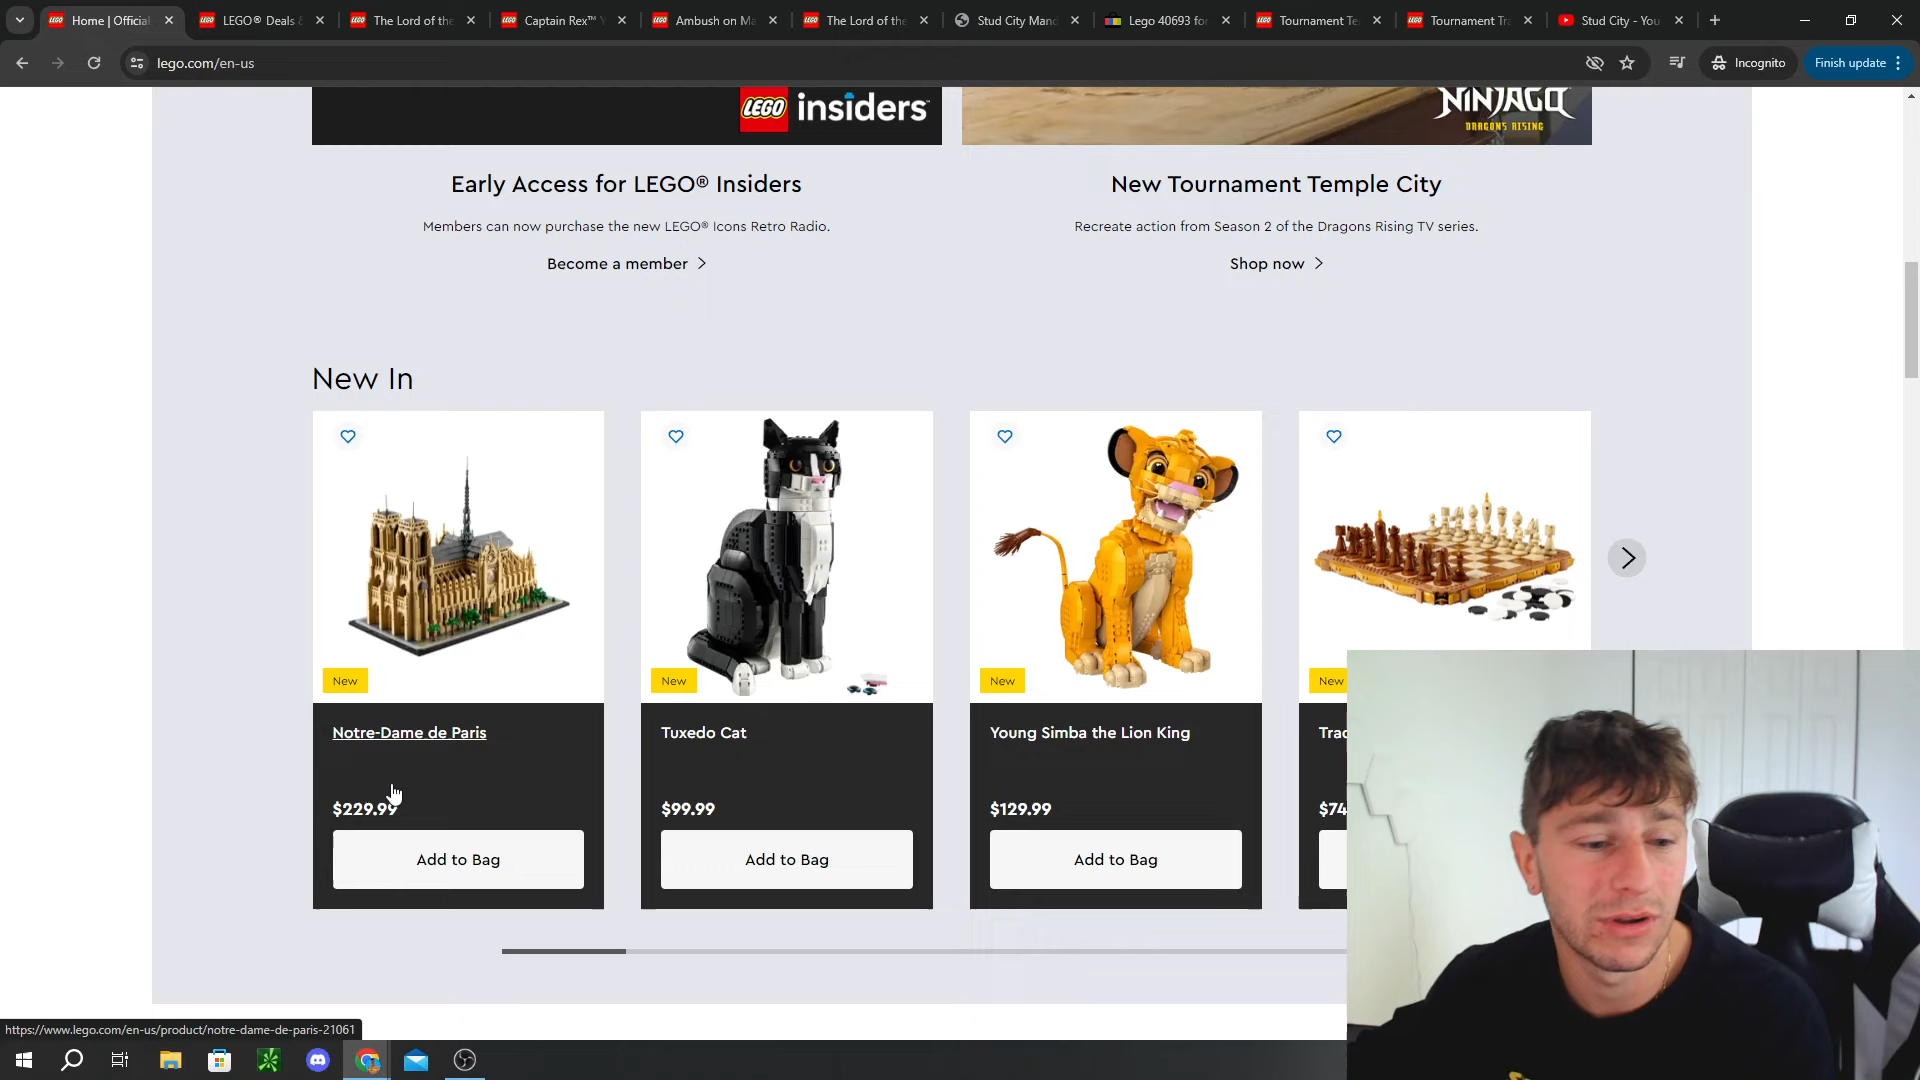 Home | Official
LEGO® Deals &
The Lord of the
Captain Rex™ Y
Ambush on Ma
The Lord of the
Stud City Mand
Lego 40693 for
Tournament Te
Tournament Tr
Stud City - You
lego.com/en-us
Incognito
Finish update
LEGO insiders
NINJAGO
DRAGONS RISING
Early Access for LEGO® Insiders
Members can now purchase the new LEGO® Icons Retro Radio.
Become a member >
New Tournament Temple City
Recreate action from Season 2 of the Dragons Rising TV series.
Shop now >
New In
New
New
New
New
Notre-Dame de Paris
Tuxedo Cat
Young Simba the Lion King
Trad
$229.99
$99.99
$129.99
$74
Add to Bag
Add to Bag
Add to Bag
https://www.lego.com/en-us/product/notre-dame-de-paris-21061